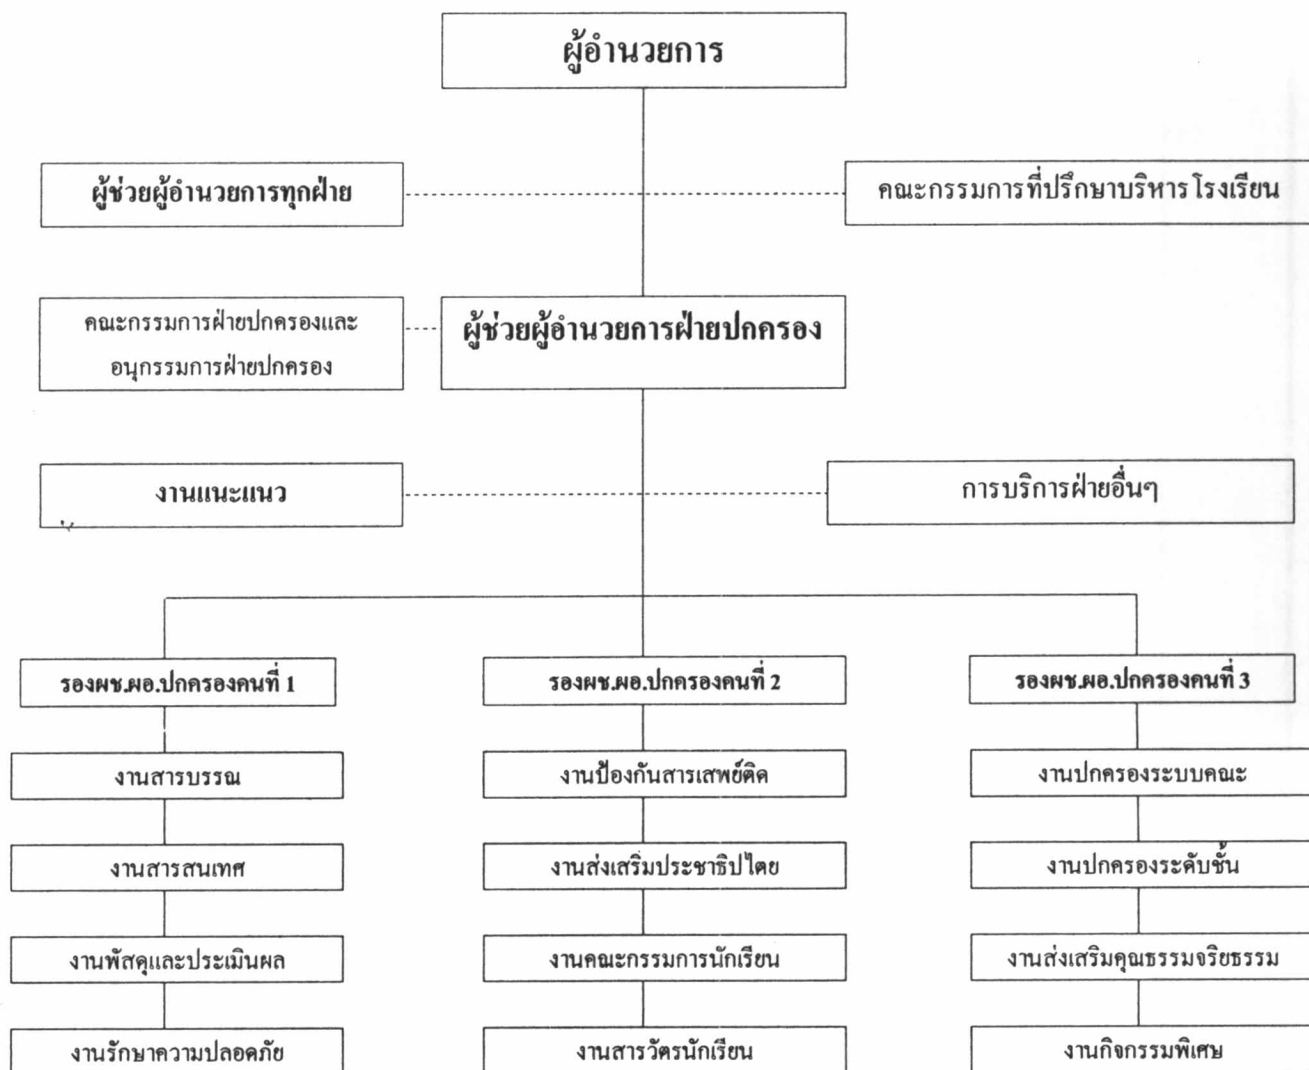 ผู้อำนวยการ
ผู้ช่วยผู้อำนวยการทุกฝ่าย
คณะกรรมการที่ปรึกษาบริหารโรงเรียน
คณะกรรมการฝ่ายปกครองและ
อนุกรรมการฝ่ายปกครอง
ผู้ช่วยผู้อำนวยการฝ่ายปกครอง
งานแนะแนว
การบริการฝ่ายอื่นๆ
รองผช.ผอ.ปกครองคนที่ 1
รองผช.ผอ.ปกครองคนที่ 2
รองผช.ผอ.ปกครองคนที่ 3
งานสารบรรณ
งานป้องกันสารเสพย์ติด
งานปกครองระบบคณะ
งานสารสนเทศ
งานส่งเสริมประชาธิปไตย
งานปกครองระดับชั้น
งานพัสดุและประเมินผล
งานคณะกรรมการนักเรียน
งานส่งเสริมคุณธรรมจริยธรรม
งานรักษาความปลอดภัย
งานสารวัตรนักเรียน
งานกิจกรรมพิเศษ